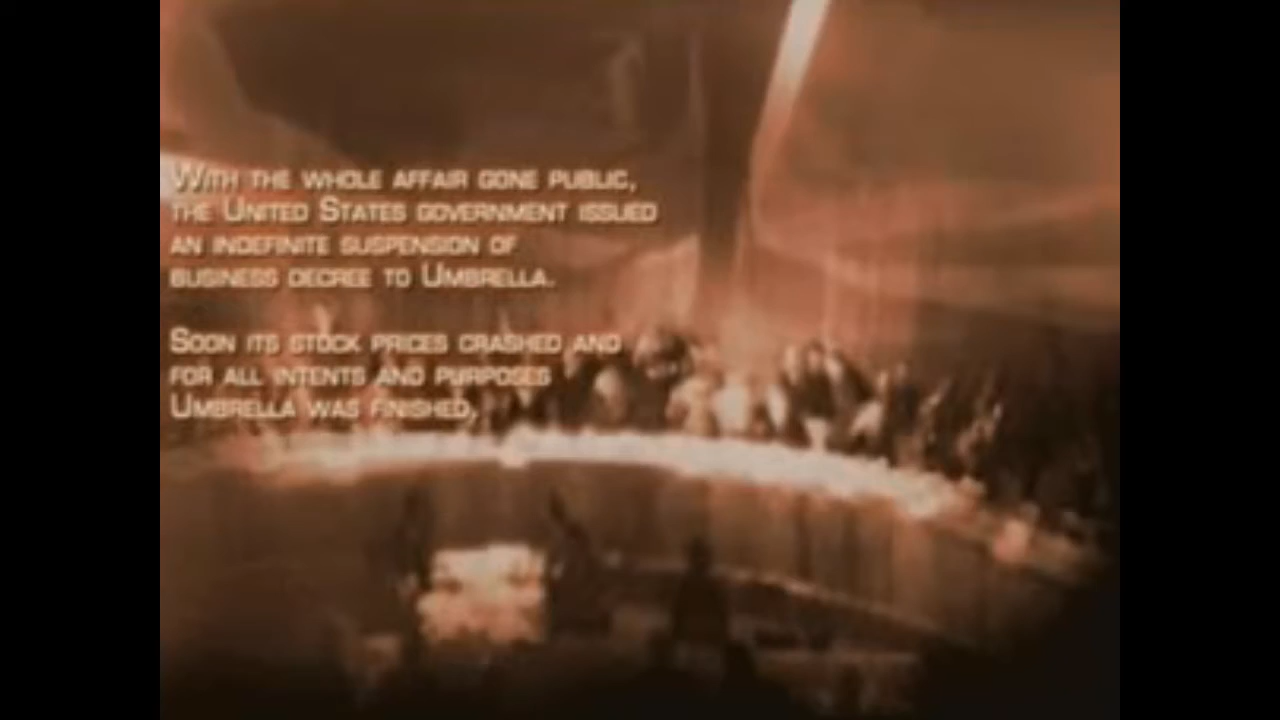 With the whole affair gone public,
the United States government issued
an indefinite suspension of
business decree to Umbrella.
Soon its stock prices crashed and
for all intents and purposes
Umbrella was finished.